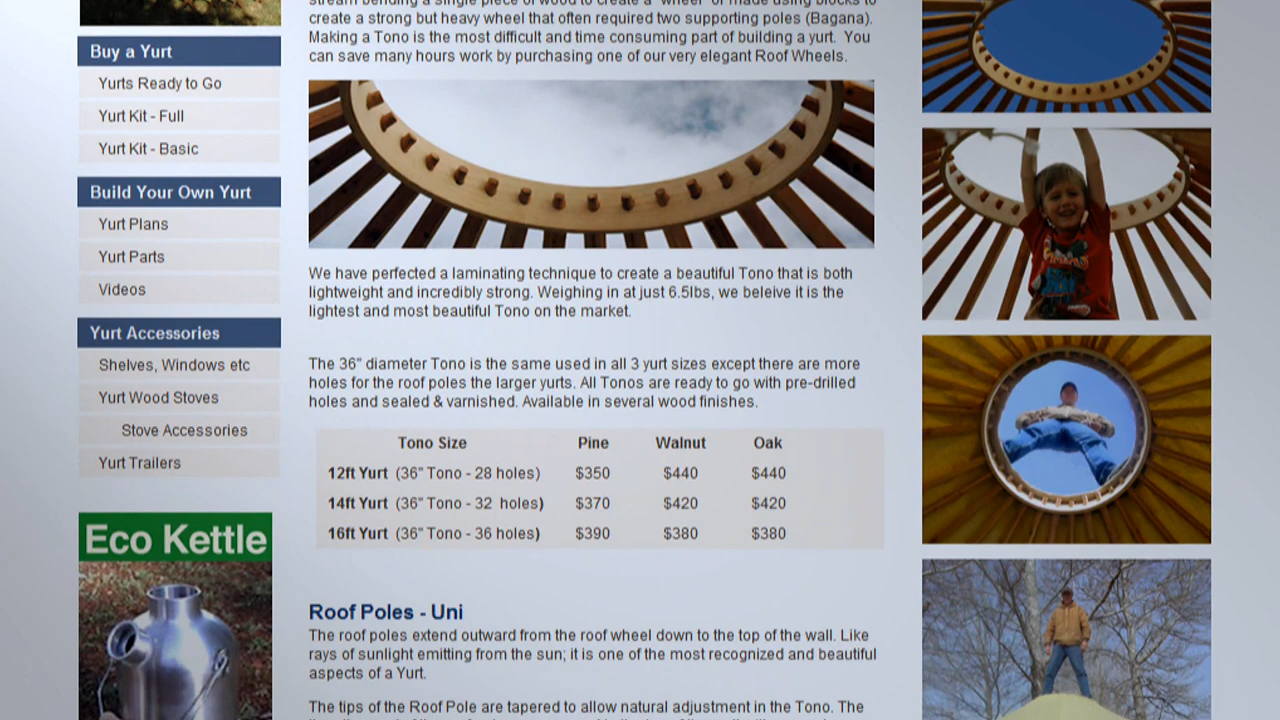 Buy a Yurt
Yurts Ready to Go
Yurt Kit - Full
Yurt Kit - Basic
Build Your Own Yurt
Yurt Plans
Yurt Parts
Videos
Yurt Accessories
Shelves, Windows etc
Yurt Wood Stoves
Stove Accessories
Yurt Trailers
Eco Kettle
stream bending a single piece of wood to create a "wheel" or made using blocks to
create a strong but heavy wheel that often required two supporting poles (Bagana).
Making a Tono is the most difficult and time consuming part of building a yurt. You
can save many hours work by purchasing one of our very elegant Roof Wheels.
We have perfected a laminating technique to create a beautiful Tono that is both
lightweight and incredibly strong. Weighing in at just 6.5lbs, we beleive it is the
lightest and most beautiful Tono on the market.
The 36" diameter Tono is the same used in all 3 yurt sizes except there are more
holes for the roof poles the larger yurts. All Tonos are ready to go with pre-drilled
holes and sealed & varnished. Available in several wood finishes.
Tono Size Pine Walnut Oak
12ft Yurt (36" Tono - 28 holes) $350 $440 $440
14ft Yurt (36" Tono - 32 holes) $370 $420 $420
16ft Yurt (36" Tono - 36 holes) $390 $380 $380
Roof Poles - Uni
The roof poles extend outward from the roof wheel down to the top of the wall. Like
rays of sunlight emitting from the sun; it is one of the most recognized and beautiful
aspects of a Yurt.
The tips of the Roof Pole are tapered to allow natural adjustment in the Tono. The